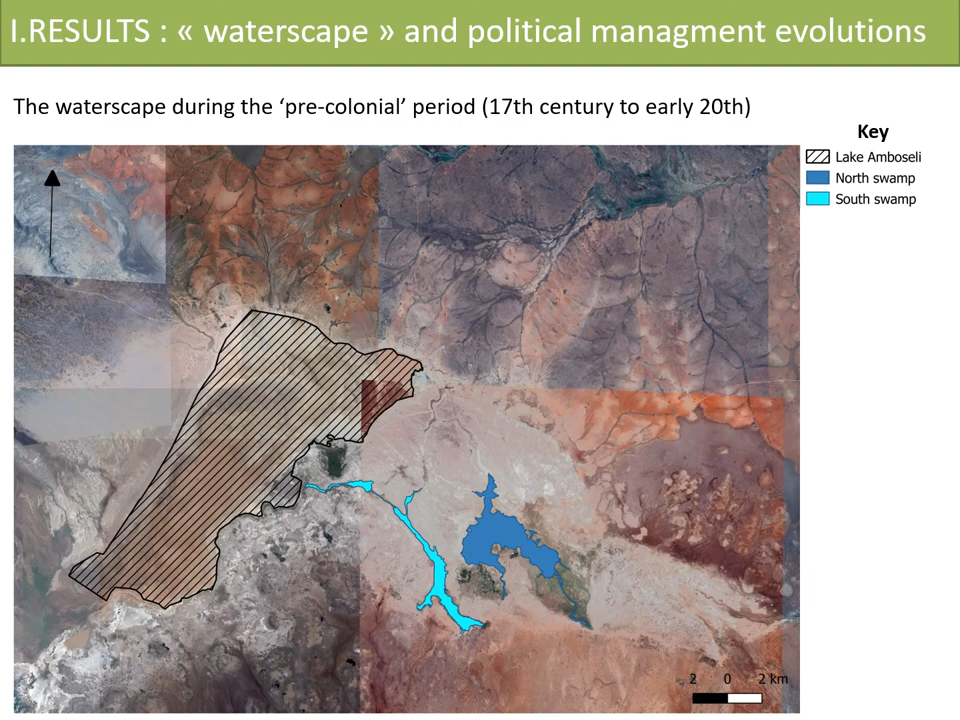 I.RESULTS : « waterscape » and political managment evolutions
The waterscape during the ‘pre-colonial’ period (17th century to early 20th)
Key
Lake Amboseli
North swamp
South swamp
2 0 2 km